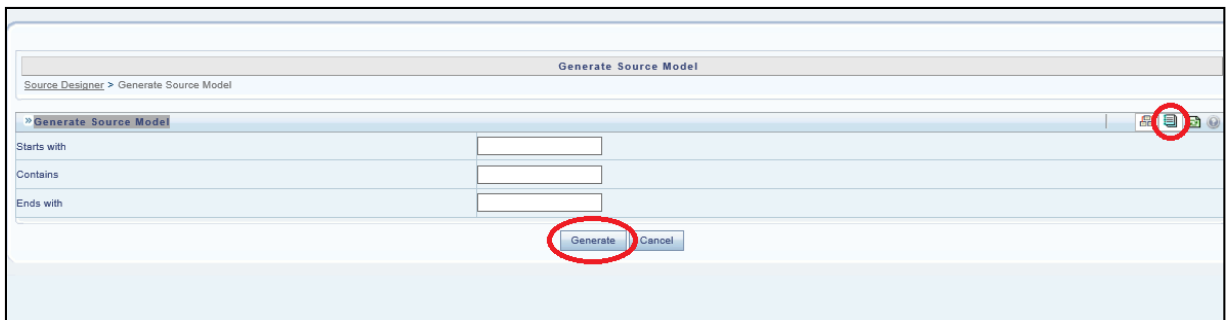 Generate Source Model
Source Designer > Generate Source Model
»Generate Source Model
Starts with
Contains
Ends with
Generate Cancel